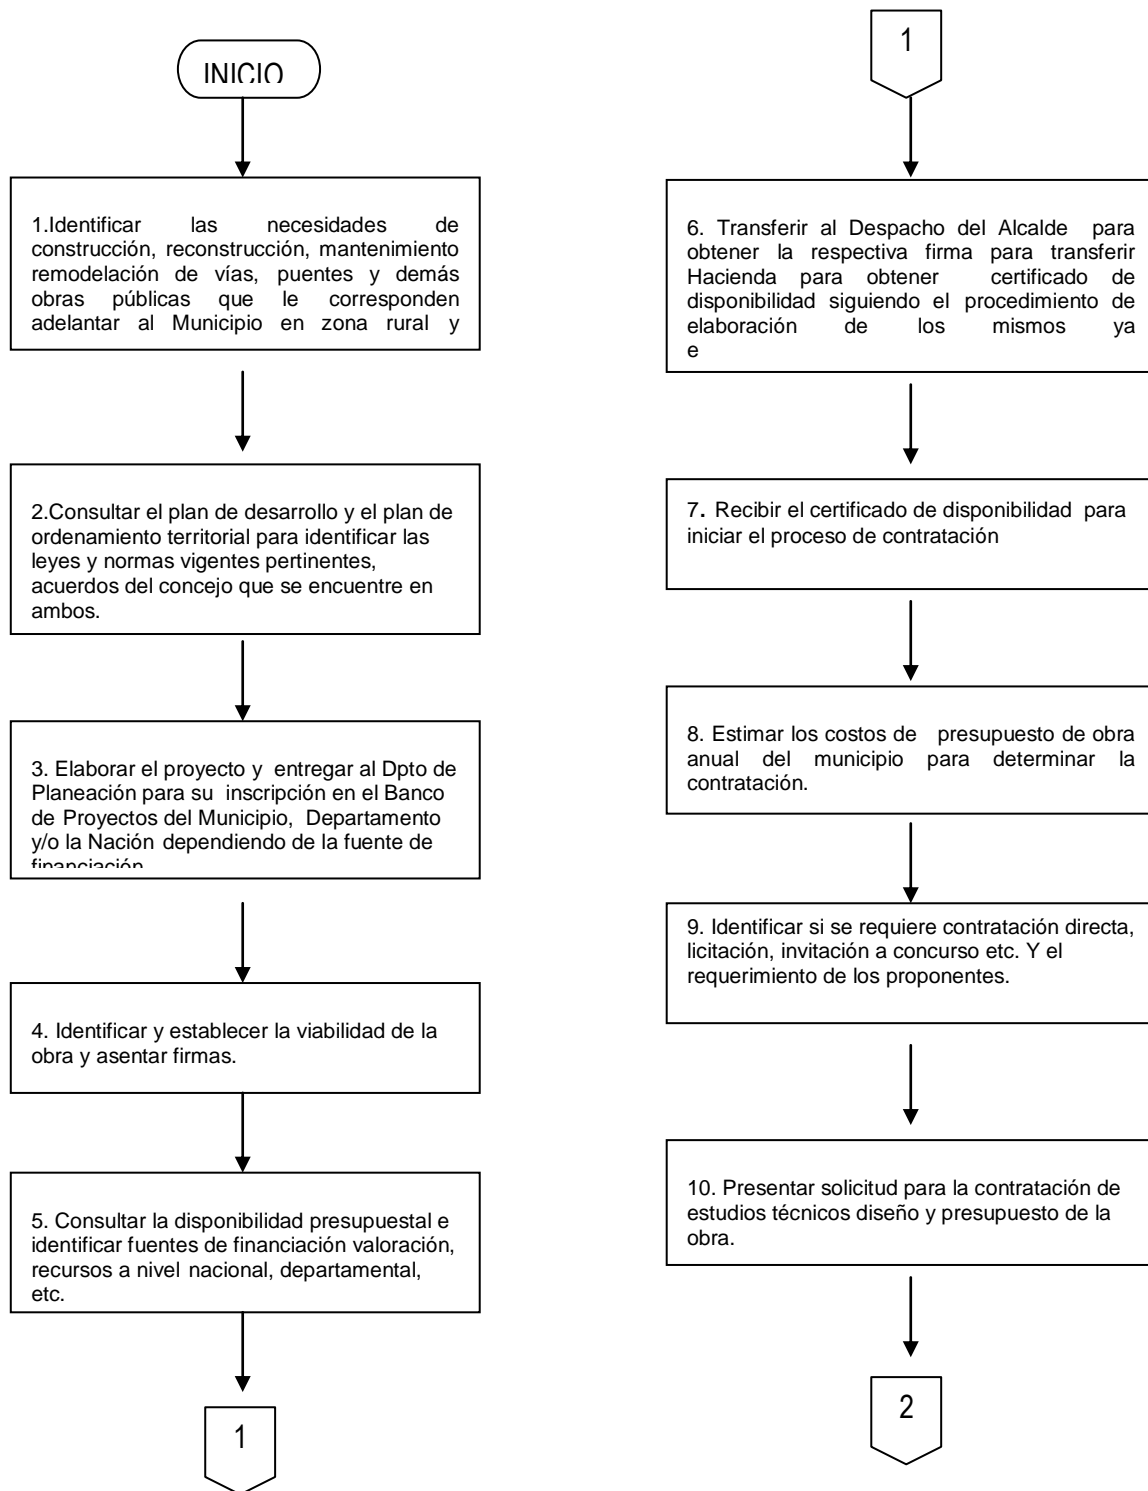 INICIO
1.Identificar las necesidades de
construcción, reconstrucción, mantenimiento
remodelación de vías, puentes y demás
obras públicas que le corresponden
adelantar al Municipio en zona rural y
2.Consultar el plan de desarrollo y el plan de
ordenamiento territorial para identificar las
leyes y normas vigentes pertinentes,
acuerdos del concejo que se encuentre en
ambos.
3. Elaborar el proyecto y entregar al Dpto de
Planeación para su inscripción en el Banco
de Proyectos del Municipio, Departamento
y/o la Nación dependiendo de la fuente de
financiación
4. Identificar y establecer la viabilidad de la
obra y asentar firmas.
5. Consultar la disponibilidad presupuestal e
identificar fuentes de financiación valoración,
recursos a nivel nacional, departamental,
etc.
1
1
6. Transferir al Despacho del Alcalde para
obtener la respectiva firma para transferir
Hacienda para obtener certificado de
disponibilidad siguiendo el procedimiento de
elaboración de los mismos ya
e
7. Recibir el certificado de disponibilidad para
iniciar el proceso de contratación
8. Estimar los costos de presupuesto de obra
anual del municipio para determinar la
contratación.
9. Identificar si se requiere contratación directa,
licitación, invitación a concurso etc. Y el
requerimiento de los proponentes.
10. Presentar solicitud para la contratación de
estudios técnicos diseño y presupuesto de la
obra.
2